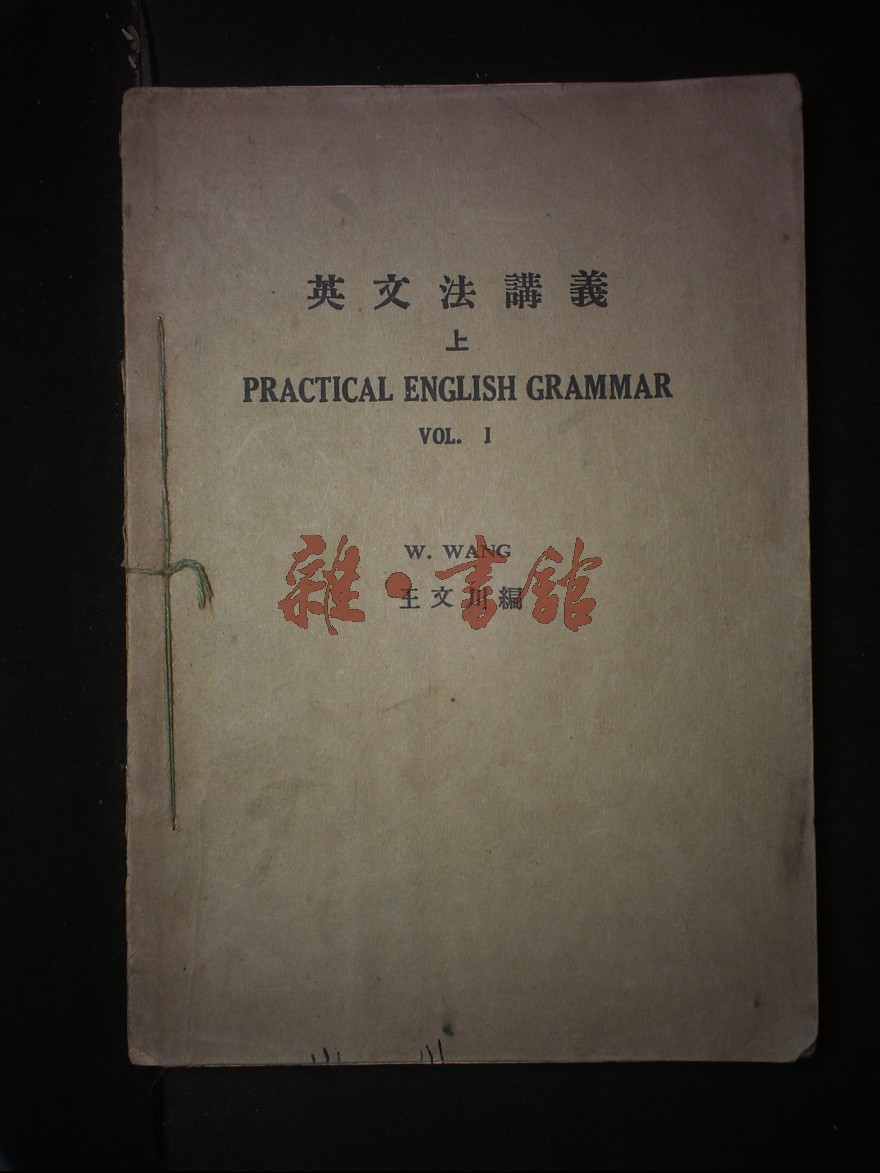 英文法講義
上
PRACTICAL ENGLISH GRAMMAR
VOL. I
W. WANG
王文川編
雜·書館